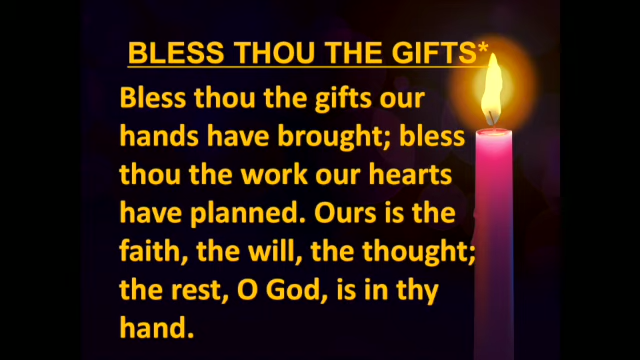 BLESS THOU THE GIFTS*
Bless thou the gifts our
hands have brought; bless
thou the work our hearts
have planned. Ours is the
faith, the will, the thought;
the rest, O God, is in thy
hand.